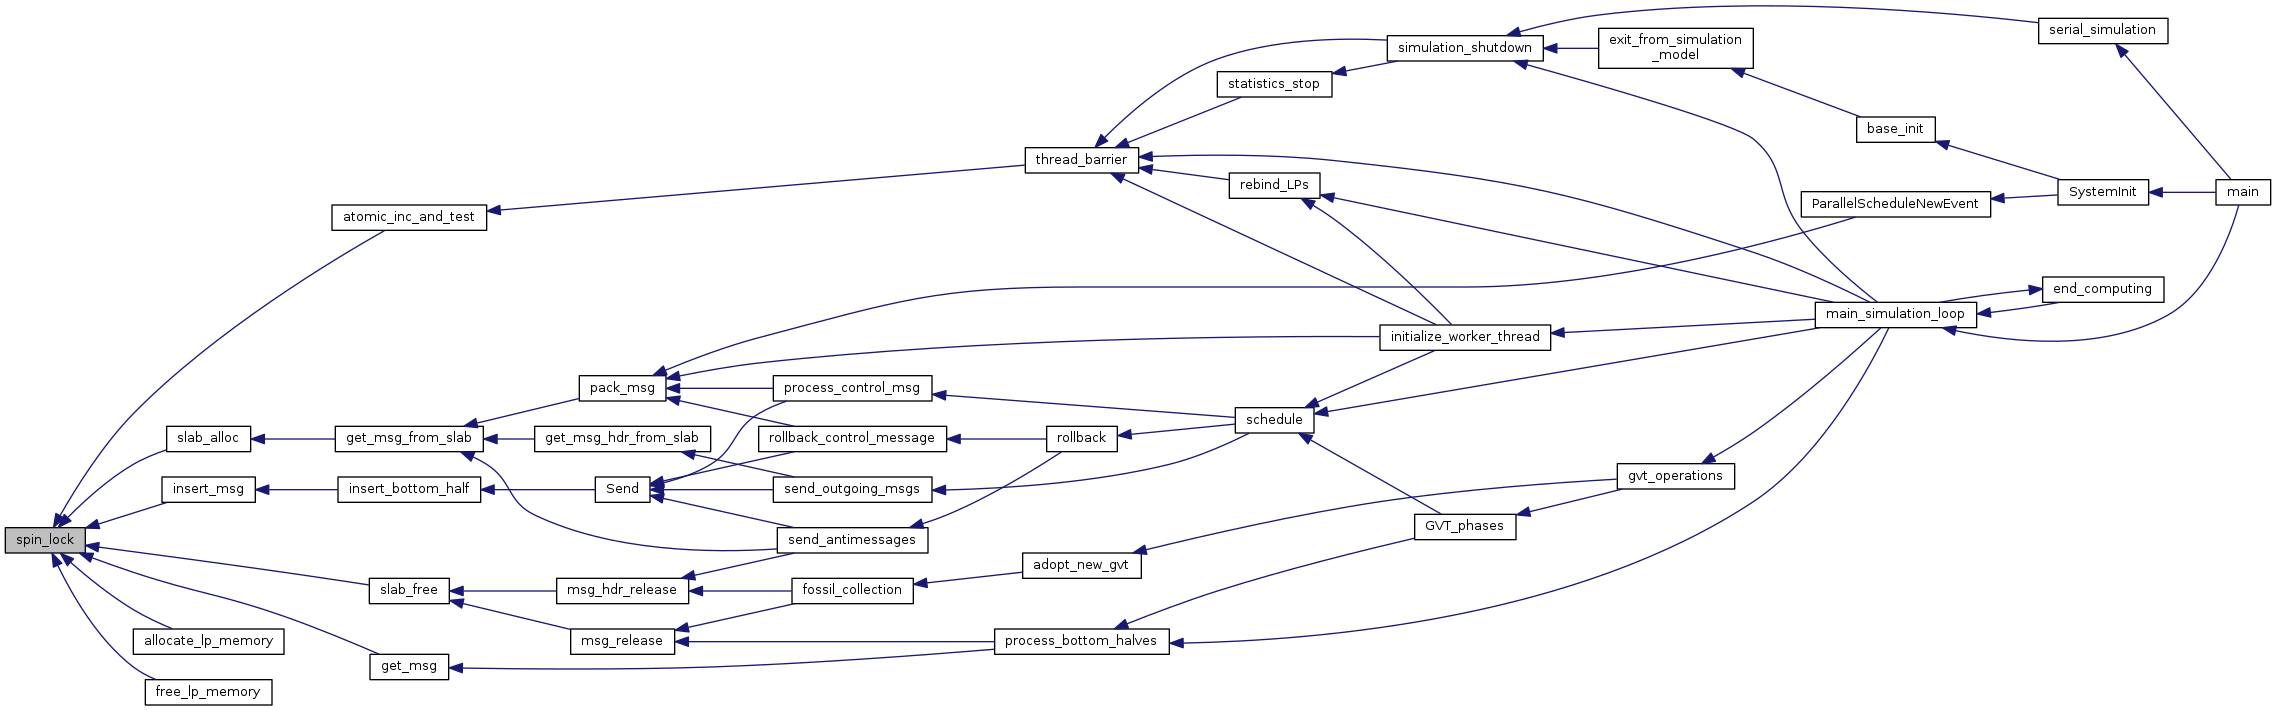 serial_simulation
exit_from_simulation
_model
simulation_shutdown
statistics_stop
base_init
thread_barrier
rebind_LPs
SystemInit
main
ParallelScheduleNewEvent
atomic_inc_and_test
end_computing
main_simulation_loop
initialize_worker_thread
pack_msg
process_control_msg
schedule
slab_alloc
get_msg_from_slab
get_msg_hdr_from_slab
rollback_control_message
rollback
gvt_operations
insert_msg
insert_bottom_half
Send
send_outgoing_msgs
GVT_phases
spin_lock
send_antimessages
adopt_new_gvt
slab_free
msg_hdr_release
fossil_collection
allocate_lp_memory
msg_release
process_bottom_halves
get_msg
free_lp_memory